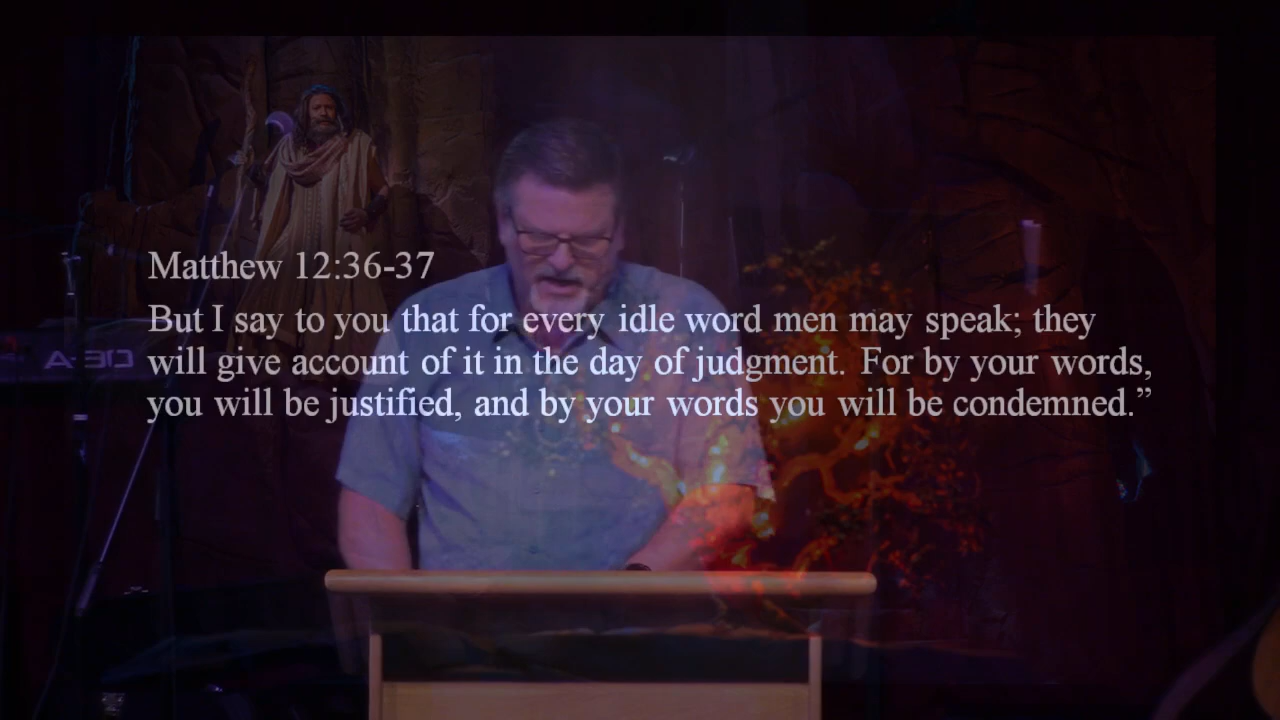 Matthew 12:36-37
But I say to you that for every idle word men may speak; they
will give account of it in the day of judgment. For by your words,
you will be justified, and by your words you will be condemned.”